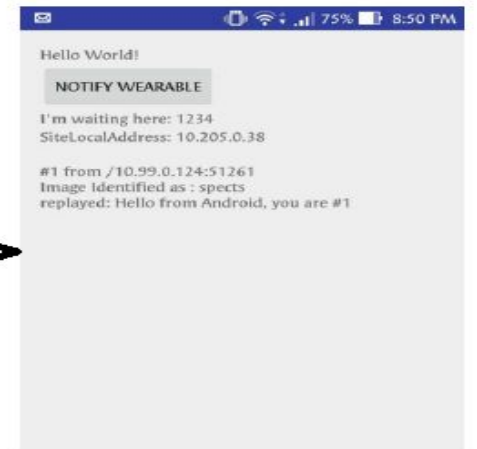 75% 8:50 PM
Hello World!
NOTIFY WEARABLE
I'm waiting here: 1234
SiteLocalAddress: 10.205.0.38
#1 from /10.99.0.124:51261
Image Identified as : spects
replayed: Hello from Android, you are #1